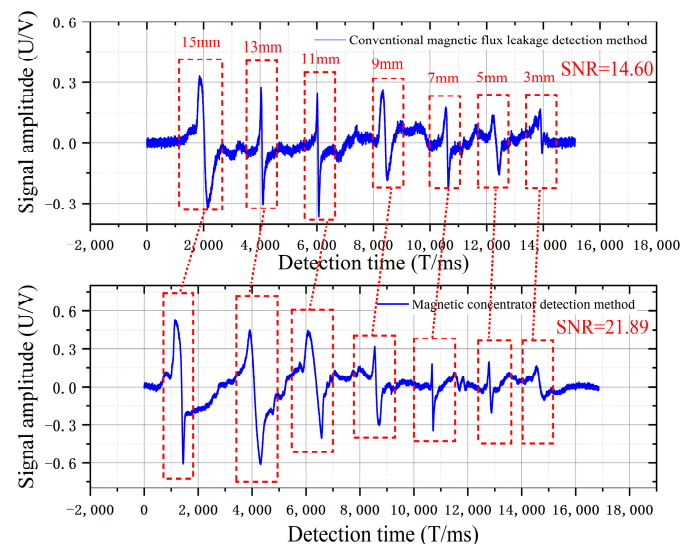 0.6
15mm
13mm
11mm
9mm
7mm
5mm
3mm
Conventional magnetic flux leakage detection method
SNR=14.60
0.3
0.0
−0.3
Signal amplitude (U/V)
−2,000 0 2,000 4,000 6,000 8,000 10,000 12,000 14,000 16,000 18,000
Detection time (T/ms)
Magnetic concentrator detection method
SNR=21.89
0.6
0.3
0.0
−0.3
−0.6
Signal amplitude (U/V)
−2,000 0 2,000 4,000 6,000 8,000 10,000 12,000 14,000 16,000 19,000
Detection time (T/ms)